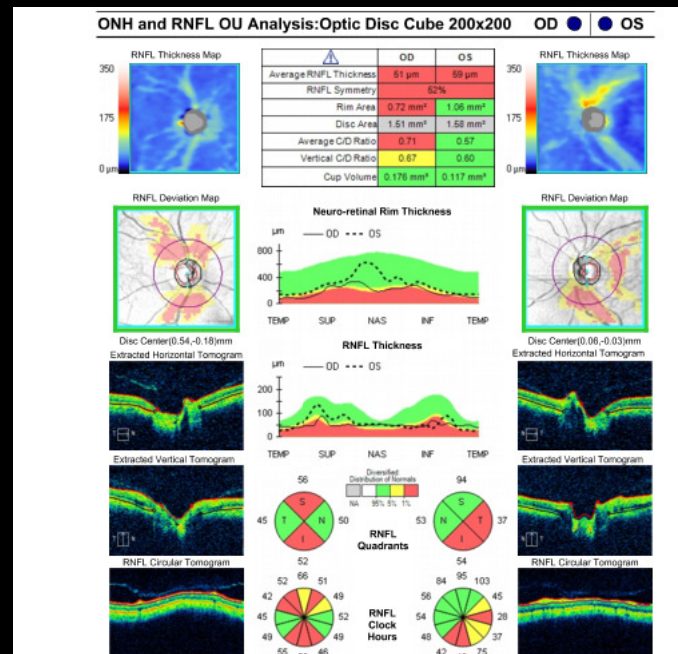 ONH and RNFL OU Analysis:Optic Disc Cube 200x200 OD OS
RNFL Thickness Map
350
175
0 µm
OD OS
Average RNFL Thickness 51 µm 59 µm
RNFL Symmetry 52%
Rim Area 0.72 mm² 1.06 mm²
Disc Area 1.51 mm² 1.58 mm²
Average C/D Ratio 0.71 0.57
Vertical C/D Ratio 0.67 0.60
Cup Volume 0.176 mm³ 0.117 mm³
RNFL Thickness Map
350
175
0 µm
RNFL Deviation Map
Disc Center(0.54,-0.18)mm
Neuro-retinal Rim Thickness
µm OD OS
800
400
0
TEMP SUP NAS INF TEMP
RNFL Deviation Map
Disc Center(0.06,-0.03)mm
Extracted Horizontal Tomogram
RNFL Thickness
µm OD OS
200
100
0
TEMP SUP NAS INF TEMP
Extracted Horizontal Tomogram
Extracted Vertical Tomogram
Diversified:
Distribution of Normals
NA 95% 5% 1%
56
45 S T N I 50
52
RNFL
Quadrants
94
53 S N T I 37
54
Extracted Vertical Tomogram
RNFL Circular Tomogram
66
52 51
42 49
45 52
49 49
55 46
RNFL
Clock
Hours
95
84 103
56 45
54 28
48 37
42 75
RNFL Circular Tomogram